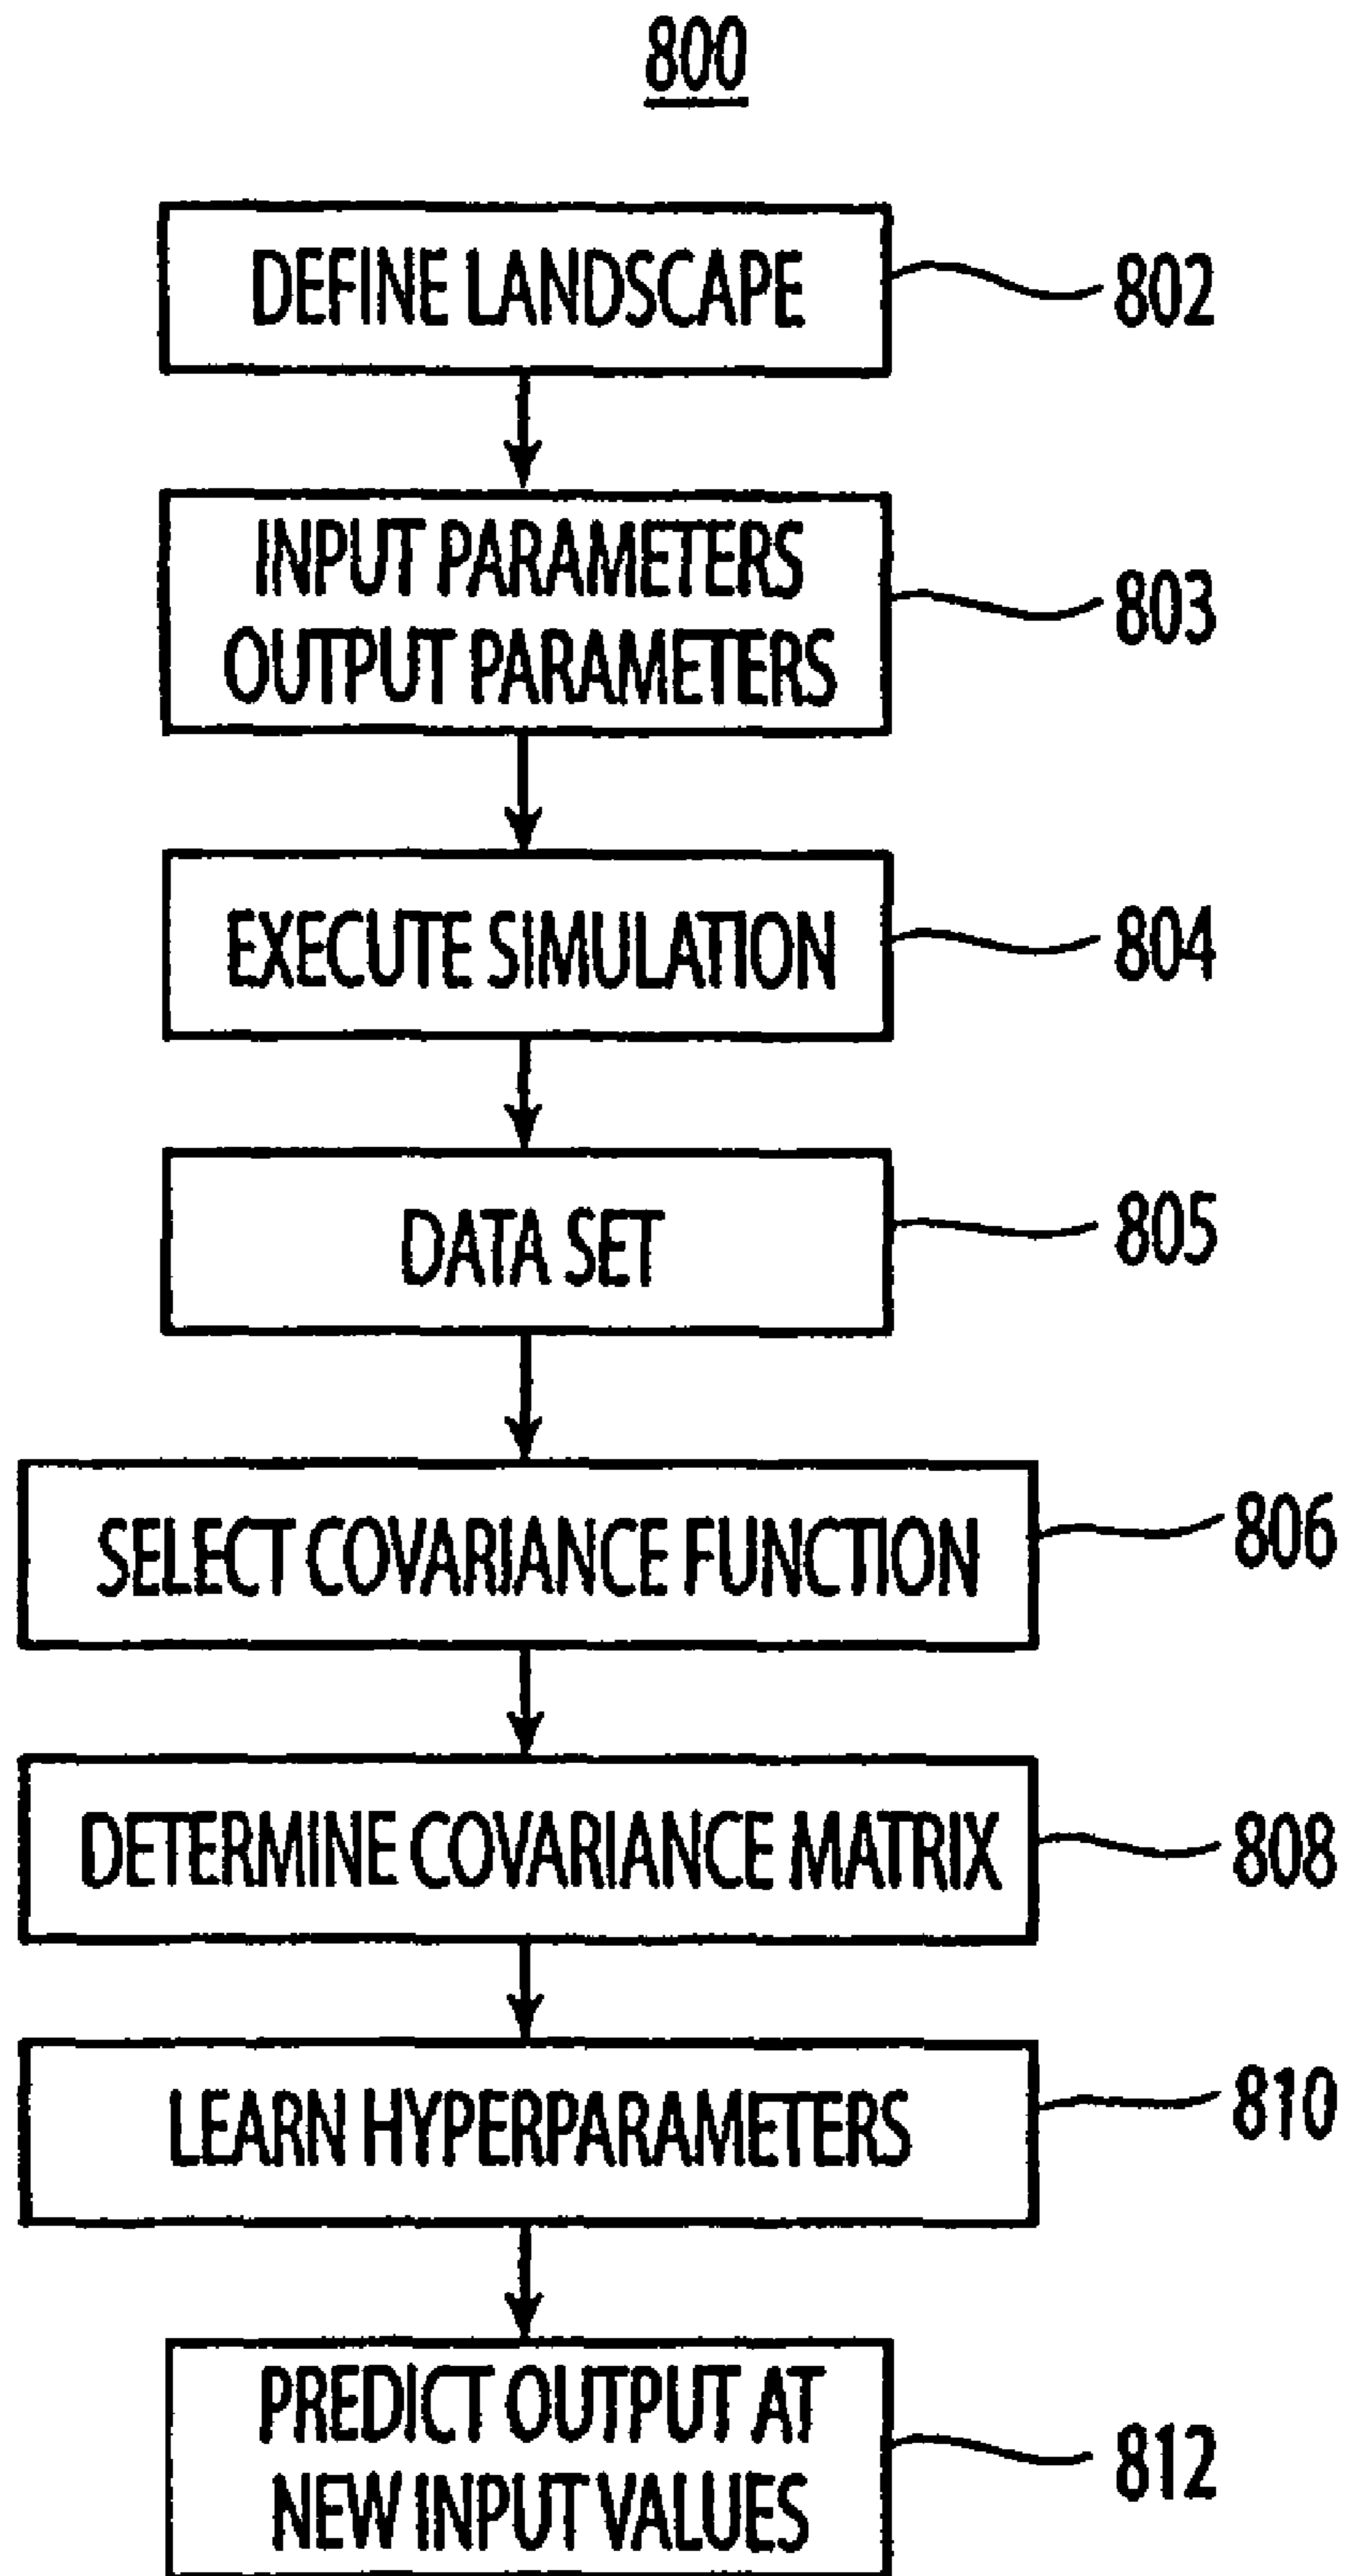 800
DEFINE LANDSCAPE
802
INPUT PARAMETERS
OUTPUT PARAMETERS
803
EXECUTE SIMULATION
804
DATA SET
805
SELECT COVARIANCE FUNCTION
806
DETERMINE COVARIANCE MATRIX
808
LEARN HYPERPARAMETERS
810
PREDICT OUTPUT AT
NEW INPUT VALUES
812